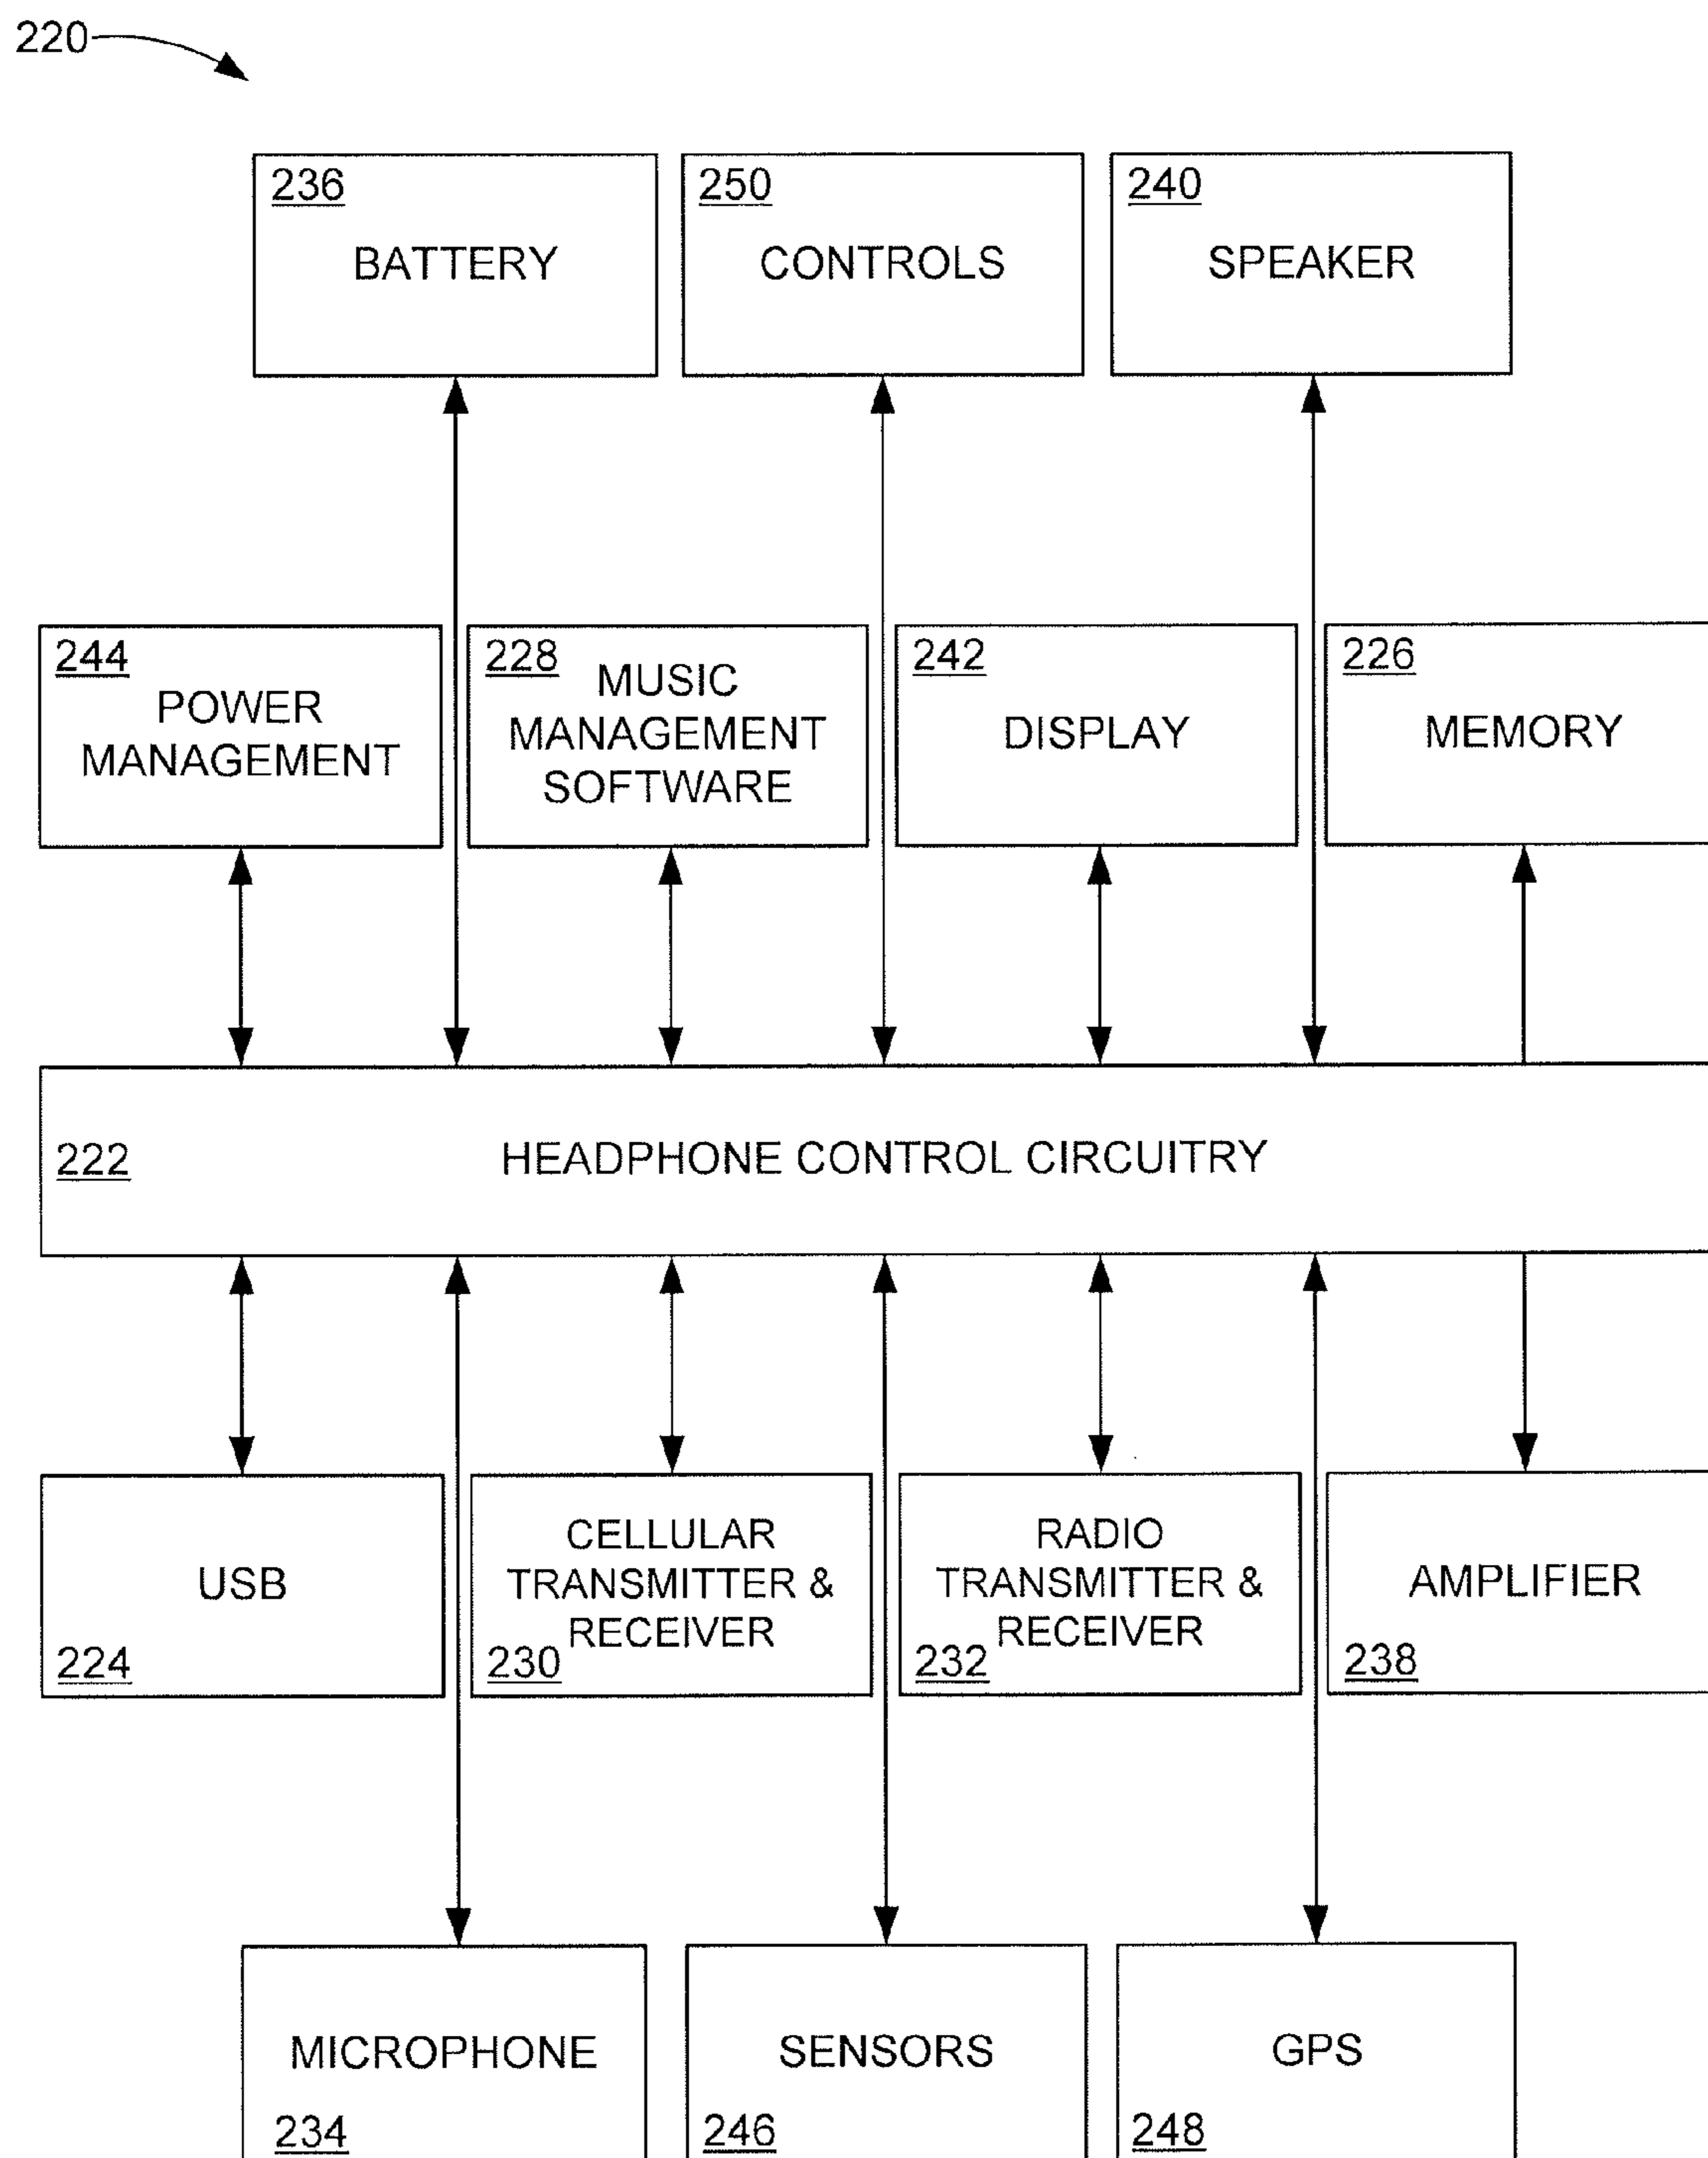 220
236
BATTERY
250
CONTROLS
240
SPEAKER
244
POWER
MANAGEMENT
228
MUSIC
MANAGEMENT
SOFTWARE
242
DISPLAY
226
MEMORY
222
HEADPHONE CONTROL CIRCUITRY
USB
224
CELLULAR
TRANSMITTER &
RECEIVER
230
RADIO
TRANSMITTER &
RECEIVER
232
AMPLIFIER
238
MICROPHONE
234
SENSORS
246
GPS
248